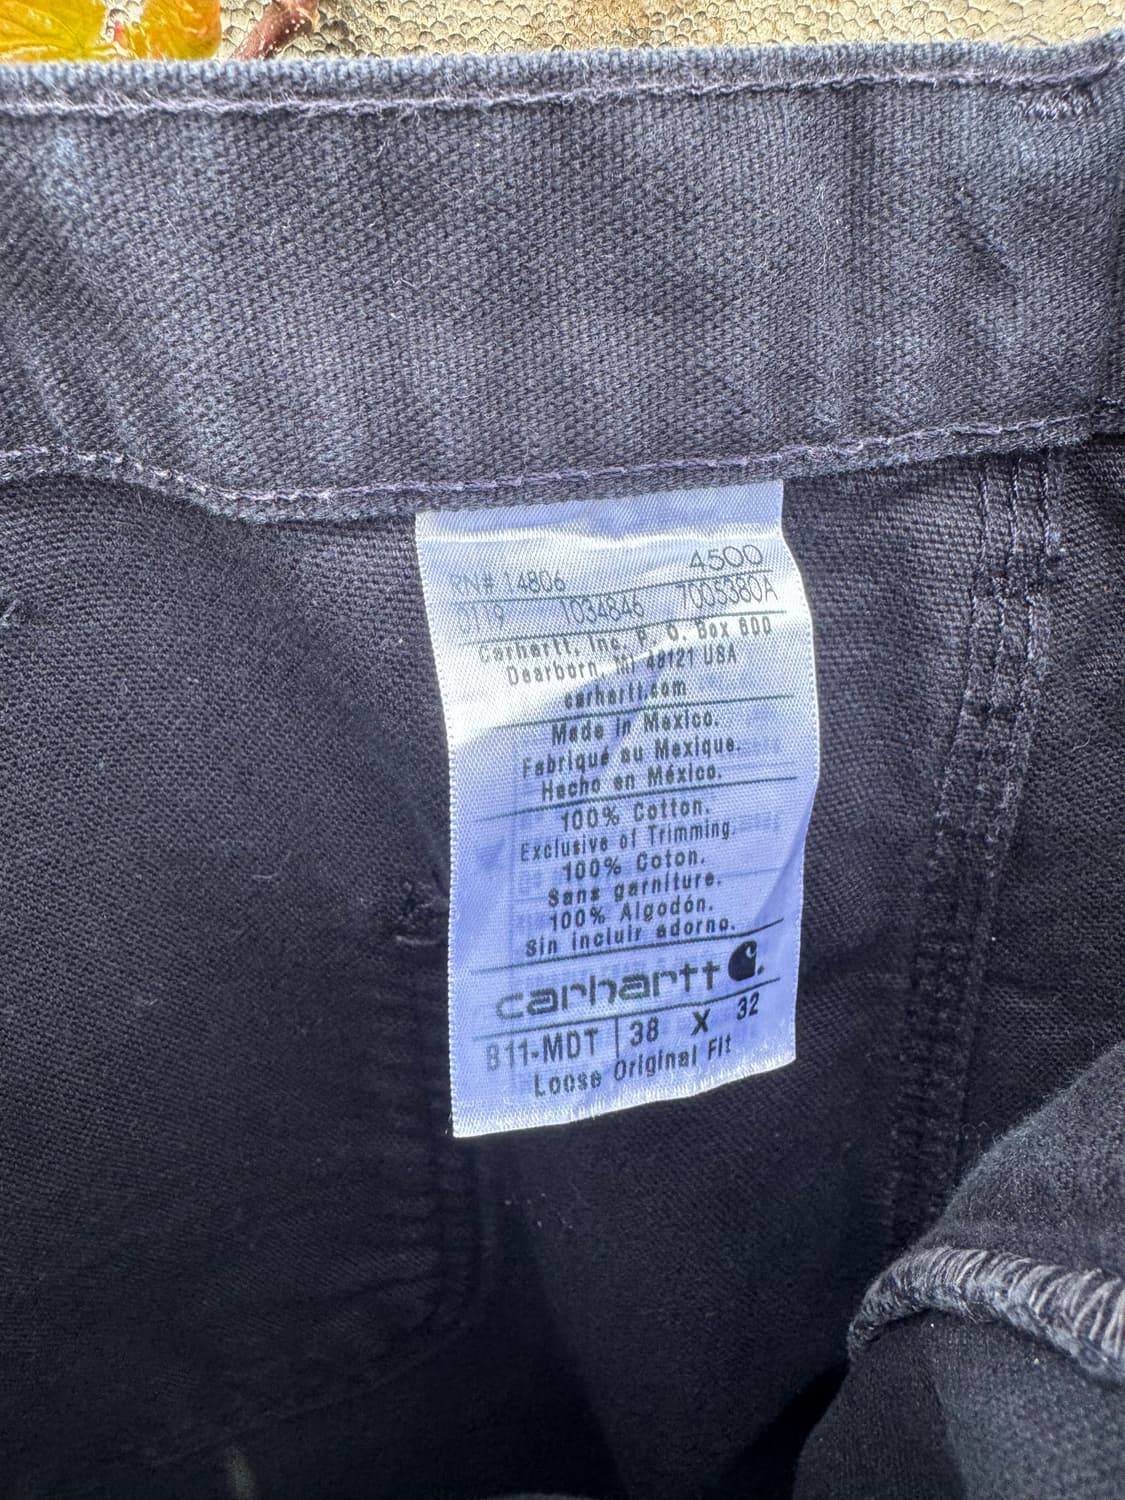 4500
RN# 14806
0119 1034846 7005380A
Carhartt, Inc. P. O. Box 600
Dearborn, MI 48121 USA
carhartt.com
Made in Mexico.
Fabriqué au Mexique.
Hecho en México.
100% Cotton.
Exclusive of Trimming.
100% Coton.
Sans garniture.
100% Algodón.
Sin incluir adorno.
carhartt
B11-MDT 38 X 32
Loose Original Fit